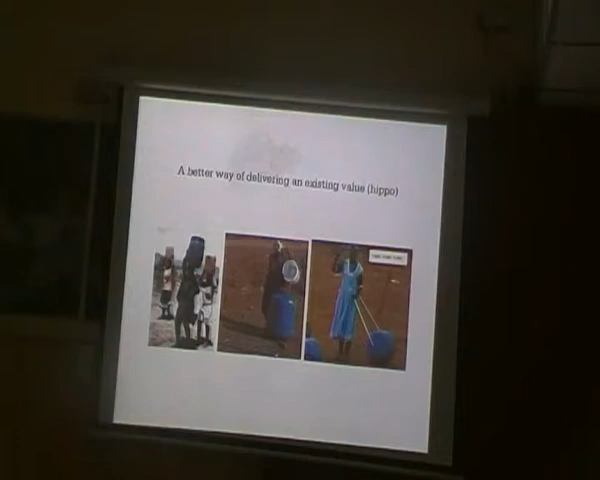 A better way of delivering an existing value (hippo)